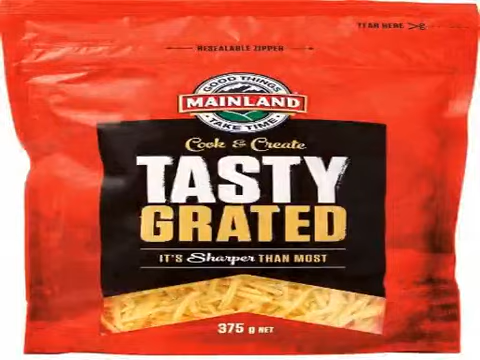 TEAR HERE
RESEALABLE ZIPPER
GOOD THINGS
MAINLAND
TAKE TIME
Cook & Create
TASTY
GRATED
IT'S Sharper THAN MOST
375 g NET